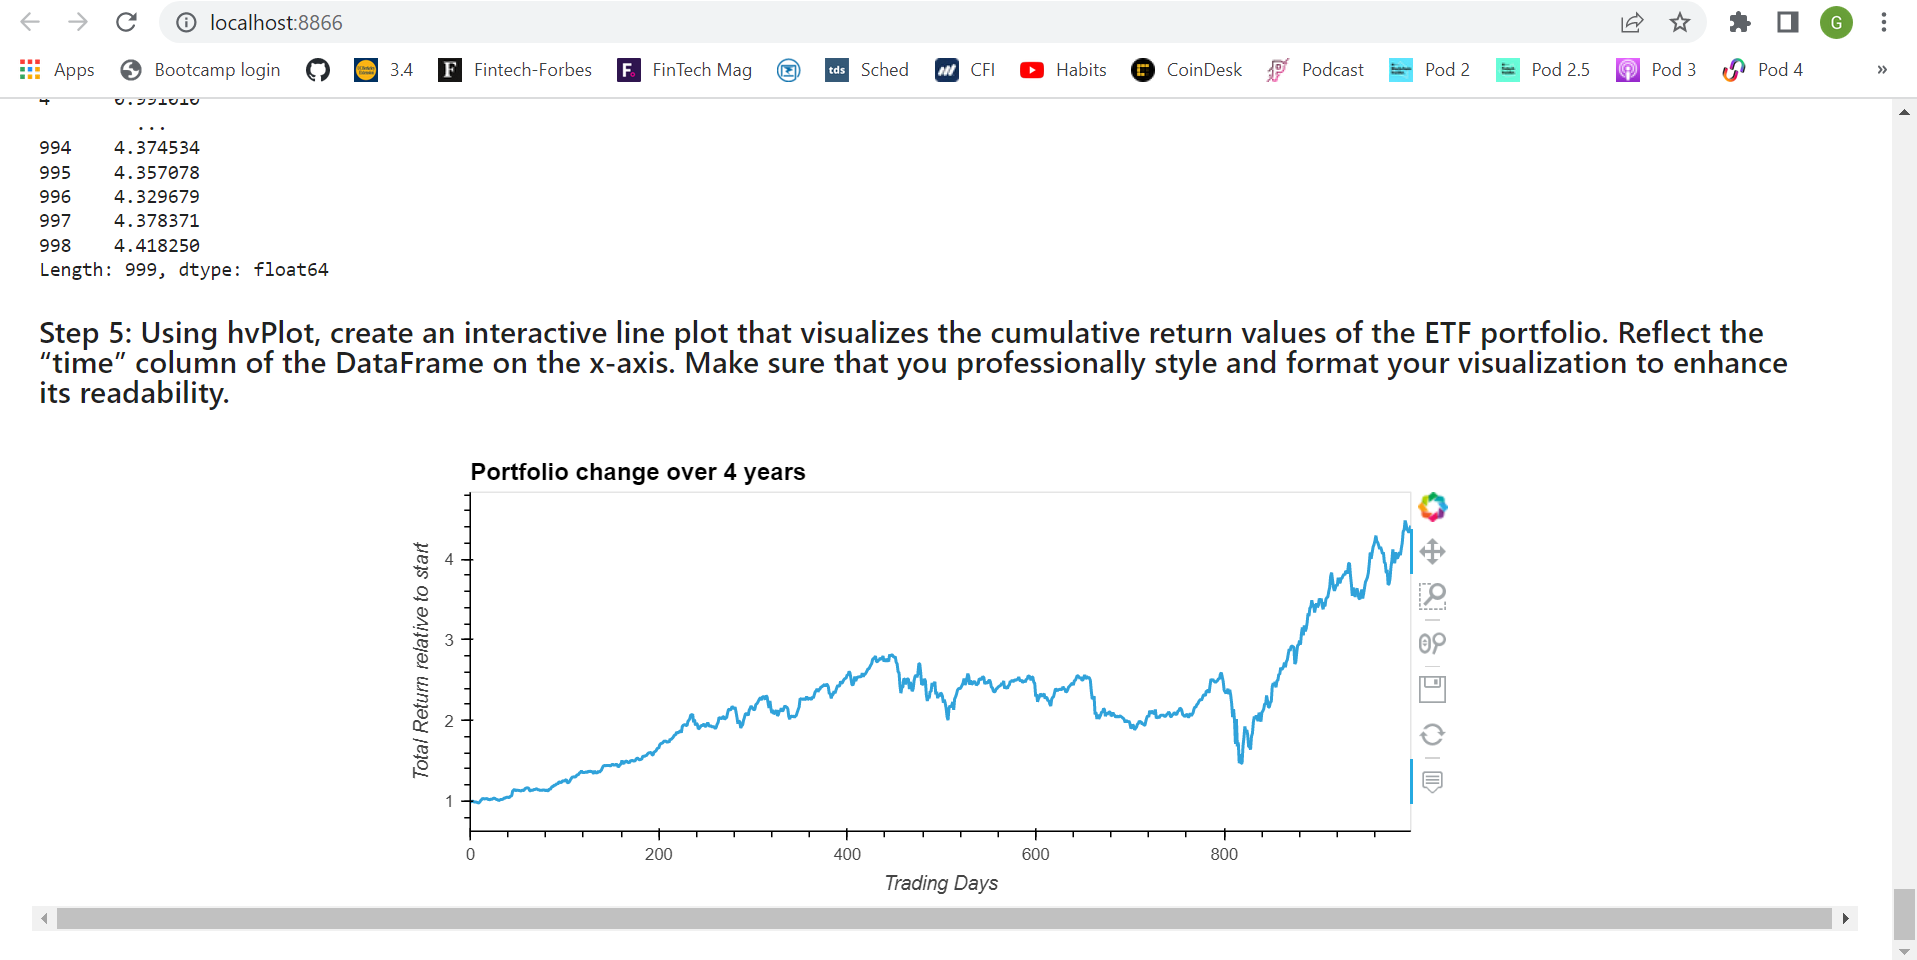 localhost:8866
G
Apps Bootcamp login 3.4 F Fintech-Forbes F. FinTech Mag tds Sched CFI Habits CoinDesk Podcast Pod 2 Pod 2.5 Pod 3 Pod 4 »
4 0.991010
...
994 4.374534
995 4.357078
996 4.329679
997 4.378371
998 4.418250
Length: 999, dtype: float64
Step 5: Using hvPlot, create an interactive line plot that visualizes the cumulative return values of the ETF portfolio. Reflect the
“time” column of the DataFrame on the x-axis. Make sure that you professionally style and format your visualization to enhance
its readability.
Portfolio change over 4 years
Total Return relative to start
4
3
2
1
0 200 400 600 800
Trading Days